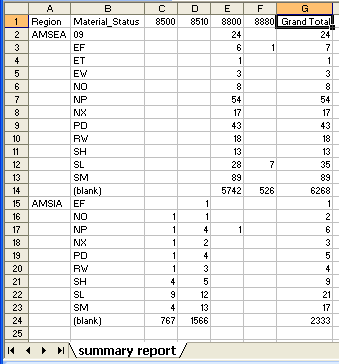 A B C D E F G
1 Region Material_Status 8500 8510 8800 8880 Grand Total
2 AMSEA 09 24 24
3 EF 6 1 7
4 ET 1 1
5 EW 3 3
6 NO 8 8
7 NP 54 54
8 NX 17 17
9 PD 43 43
10 RW 18 18
11 SH 13 13
12 SL 28 7 35
13 SM 89 89
14 (blank) 5742 526 6268
15 AMSIA EF 1 1
16 NO 1 1 2
17 NP 1 4 1 6
18 NX 1 2 3
19 PD 1 4 5
20 RW 1 3 4
21 SH 4 5 9
22 SL 9 12 21
23 SM 4 13 17
24 (blank) 767 1566 2333
25
summary report